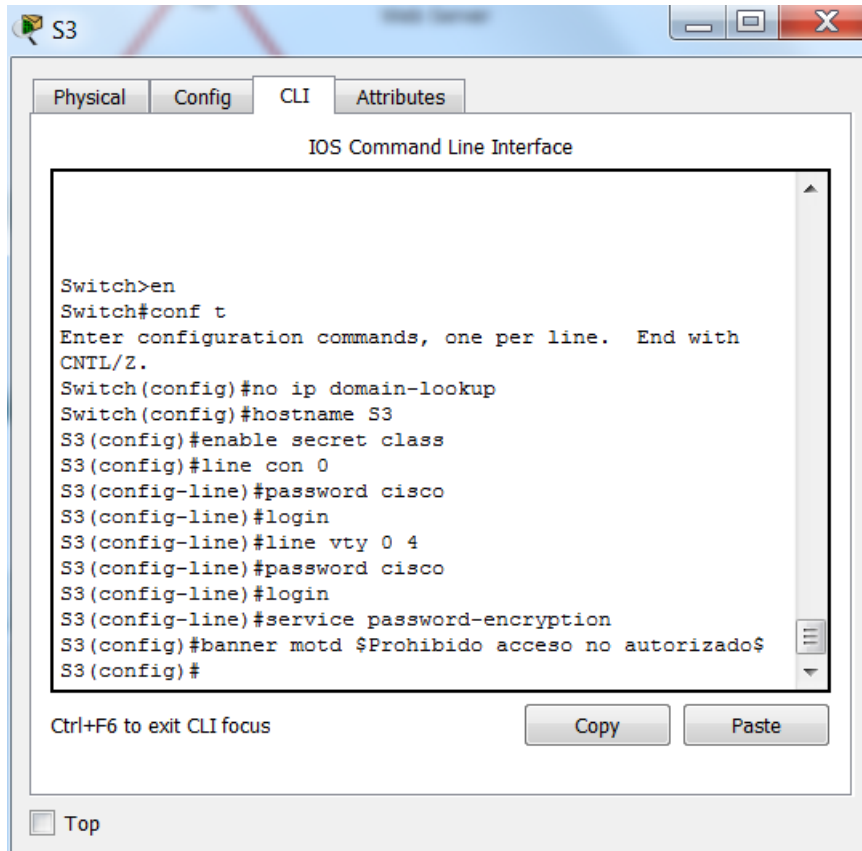 Web Server
S3
Physical Config CLI Attributes
IOS Command Line Interface
Switch>en
Switch#conf t
Enter configuration commands, one per line.  End with
CNTL/Z.
Switch(config)#no ip domain-lookup
Switch(config)#hostname S3
S3(config)#enable secret class
S3(config)#line con 0
S3(config-line)#password cisco
S3(config-line)#login
S3(config-line)#line vty 0 4
S3(config-line)#password cisco
S3(config-line)#login
S3(config-line)#service password-encryption
S3(config)#banner motd $Prohibido acceso no autorizado$
S3(config)#
Ctrl+F6 to exit CLI focus Copy Paste
Top